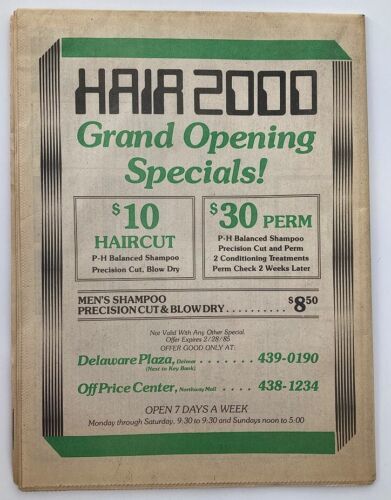 HAIR 2000
Grand Opening
Specials!
$10
HAIRCUT
P-H Balanced Shampoo
Precision Cut, Blow Dry
$30 PERM
P-H Balanced Shampoo
Precision Cut and Perm
2 Conditioning Treatments
Perm Check 2 Weeks Later
MEN'S SHAMPOO
PRECISION CUT & BLOW DRY.......... $8.50
Not Valid With Any Other Special.
Offer Expires 2/28/85
OFFER GOOD ONLY AT:
Delaware Plaza, Delmar ...... 439-0190
(Next to Key Bank)
Off Price Center, Northway Mall .... 438-1234
OPEN 7 DAYS A WEEK
Monday through Saturday, 9:30 to 9:30 and Sundays noon to 5:00